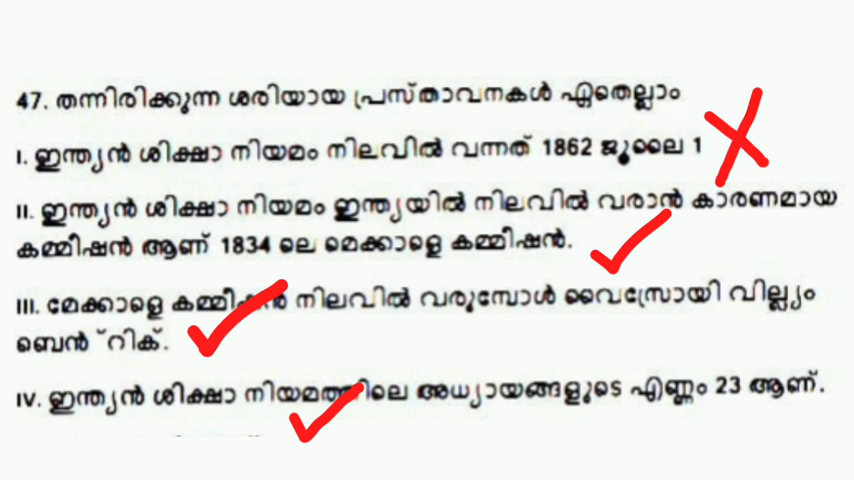 47. തന്നിരിക്കുന്ന ശരിയായ പ്രസ്താവനകൾ ഏതെല്ലാം
I. ഇന്ത്യൻ ശിക്ഷാ നിയമം നിലവിൽ വന്നത് 1862 ജൂലൈ 1
II. ഇന്ത്യൻ ശിക്ഷാ നിയമം ഇന്ത്യയിൽ നിലവിൽ വരാൻ കാരണമായ
കമ്മീഷൻ ആണ് 1834 ലെ മെക്കാളെ കമ്മീഷൻ.
III. മേക്കാളെ കമ്മീഷൻ നിലവിൽ വരുമ്പോൾ വൈസ്രോയി വില്ല്യം
ബെൻ റിക്.
IV. ഇന്ത്യൻ ശിക്ഷാ നിയമത്തിലെ അധ്യായങ്ങളുടെ എണ്ണം 23 ആണ്.